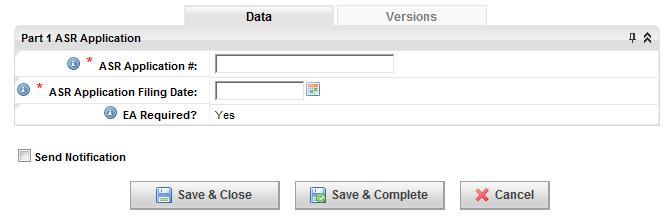 Data Versions
Part 1 ASR Application
* ASR Application #:
* ASR Application Filing Date:
EA Required? Yes
Send Notification
Save & Close Save & Complete Cancel